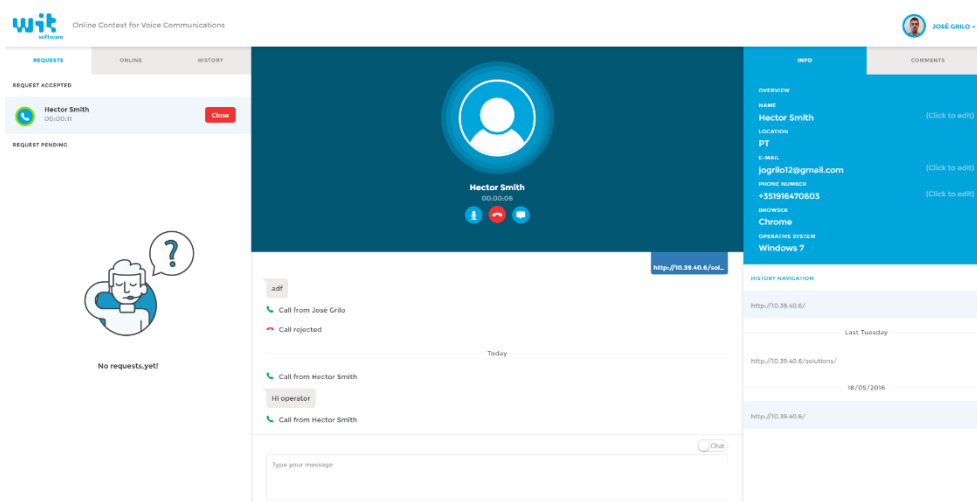 wit
software
Online Context for Voice Communications
JOSÉ GRILO
REQUESTS
ONLINE
HISTORY
REQUEST ACCEPTED
Hector Smith
00:00:11
Close
REQUEST PENDING
?
No requests,yet!
Hector Smith
00:00:06
http://10.39.40.6/sol...
adf
Call from José Grilo
Call rejected
Today
Call from Hector Smith
Hi operator
Call from Hector Smith
Chat
Type your message
INFO
COMMENTS
OVERVIEW
NAME
Hector Smith
(Click to edit)
LOCATION
PT
E-MAIL
jogrilo12@gmail.com
(Click to edit)
PHONE NUMBER
+351916470603
(Click to edit)
BROWSER
Chrome
OPERATIVE SYSTEM
Windows 7
HISTORY NAVIGATION
http://10.39.40.6/
Last Tuesday
http://10.39.40.6/solutions/
18/05/2016
http://10.39.40.6/